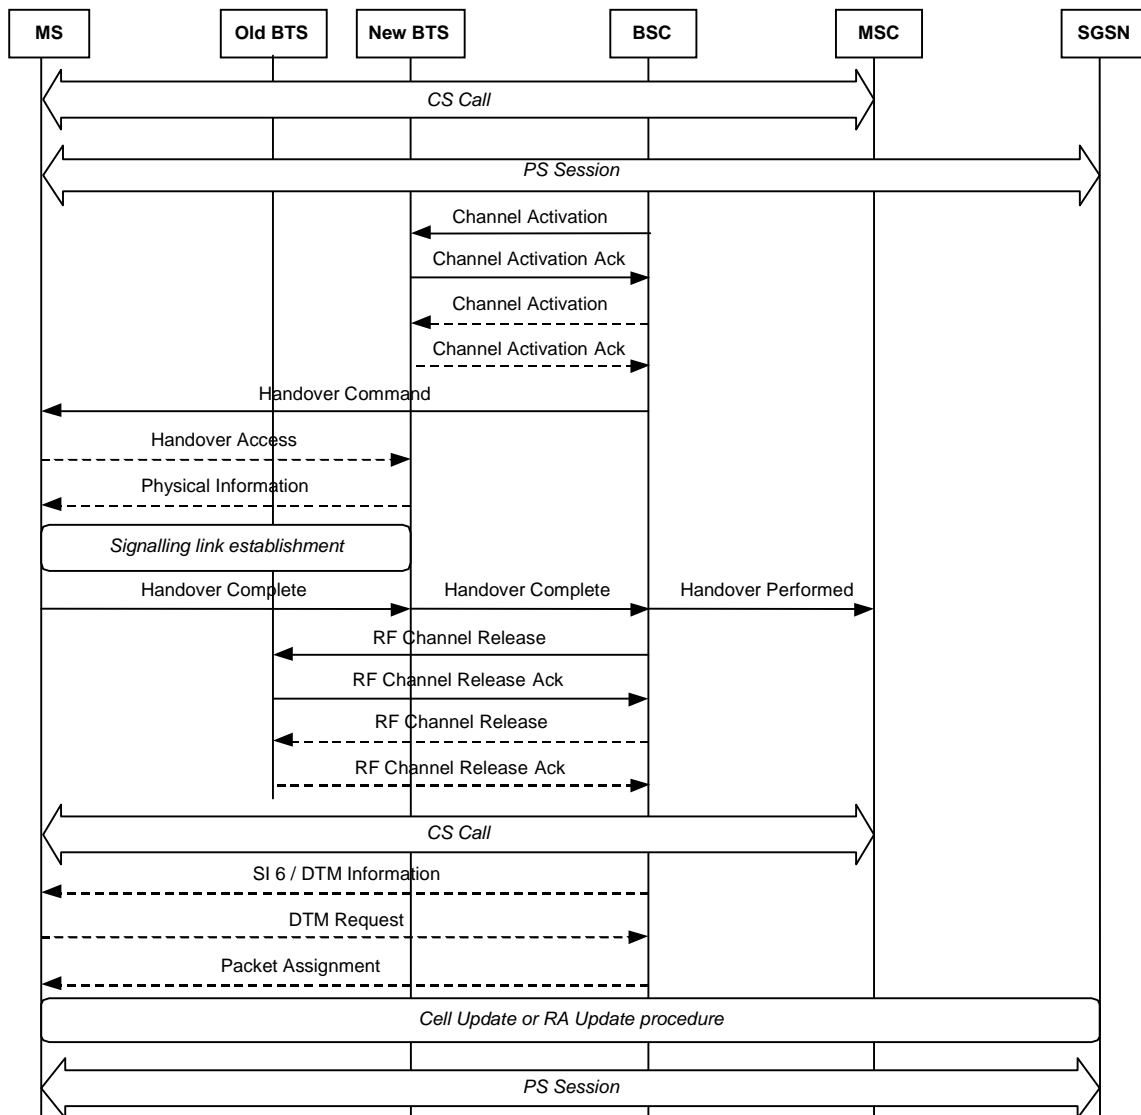 MS Old BTS New BTS BSC MSC SGSN
CS Call
PS Session
Channel Activation
Channel Activation Ack
Channel Activation
Channel Activation Ack
Handover Command
Handover Access
Physical Information
Signalling link establishment
Handover Complete Handover Complete Handover Performed
RF Channel Release
RF Channel Release Ack
RF Channel Release
RF Channel Release Ack
CS Call
SI 6 / DTM Information
DTM Request
Packet Assignment
Cell Update or RA Update procedure
PS Session